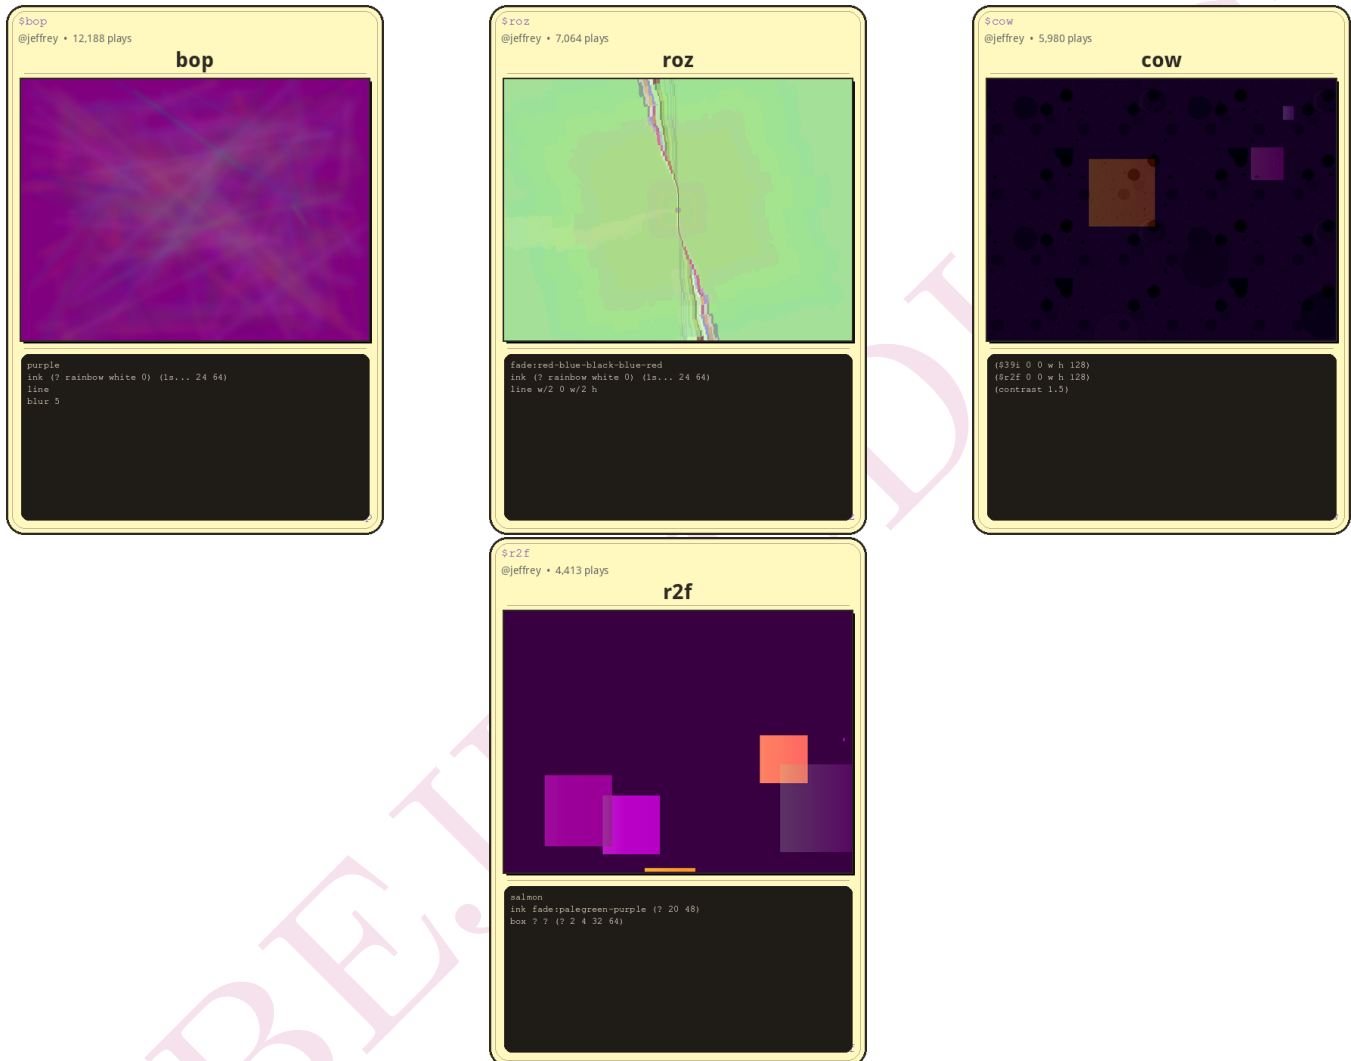 $bop
@jeffrey • 12,188 plays
bop
purple
ink (? rainbow white 0) (1s... 24 64)
line
blur 5
$roz
@jeffrey • 7,064 plays
roz
fade:red-blue-black-blue-red
ink (? rainbow white 0) (1s... 24 64)
line w/2 0 w/2 h
$cow
@jeffrey • 5,980 plays
cow
($39i 0 0 w h 128)
($r2f 0 0 w h 128)
(contrast 1.5)
$r2f
@jeffrey • 4,413 plays
r2f
salmon
ink fade:palegreen-purple (? 20 48)
box ? ? (? 2 4 32 64)